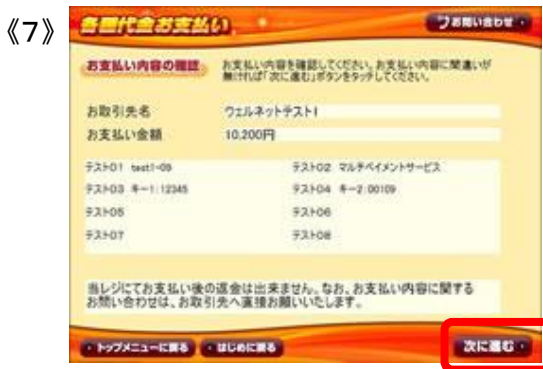 《7》
各種代金お支払い
お問い合わせ
お支払い内容の確認
お支払い内容を確認してください。お支払い内容に間違いが
無ければ「次に進む」ボタンをタッチしてください。
お取引先名 ウェルネットテスト1
お支払い金額 10,200円
テスト01 test1-09 テスト02 マルチペイメントサービス
テスト03 キー1:12345 テスト04 キー2:00109
テスト05 テスト06
テスト07 テスト08
当レジにてお支払い後の返金は出来ません。なお、お支払い内容に関する
お問い合わせは、お取引先へ直接お願いいたします。
トップメニューに戻る はじめに戻る 次に進む